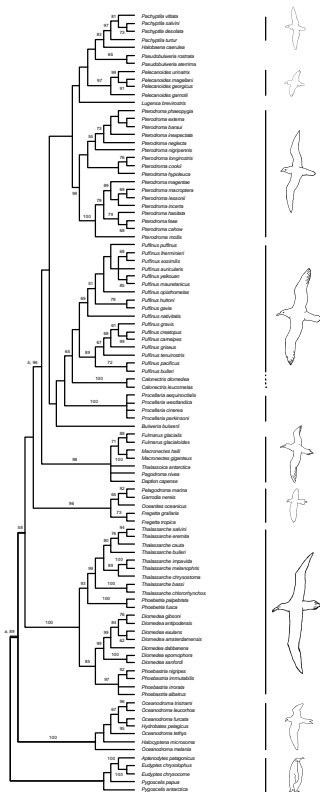 Pachyptila vittata
Pachyptila salvini
Pachyptila desolata
Pachyptila turtur
Halobaena caerulea
Pseudobulweria rostrata
Pseudobulweria aterrima
Pelecanoides urinatrix
Pelecanoides magellani
Pelecanoides georgicus
Pelecanoides garnoti
Lugensa brevirostris
Pterodroma phaeopygia
Pterodroma externa
Pterodroma baraui
Pterodroma inexpectata
Pterodroma neglecta
Pterodroma nigripennis
Pterodroma longirostris
Pterodroma cookii
Pterodroma hypoleuca
Pterodroma magentae
Pterodroma macroptera
Pterodroma lessonii
Pterodroma incerta
Pterodroma hasitata
Pterodroma feae
Pterodroma cahow
Pterodroma mollis
Puffinus puffinus
Puffinus lherminieri
Puffinus assimilis
Puffinus auricularis
Puffinus yelkouan
Puffinus mauretanicus
Puffinus opisthomelas
Puffinus huttoni
Puffinus gavia
Puffinus nativitatis
Puffinus gravis
Puffinus creatopus
Puffinus carneipes
Puffinus griseus
Puffinus tenuirostris
Puffinus pacificus
Puffinus bulleri
Calonectris diomedea
Calonectris leucomelas
Procellaria aequinoctialis
Procellaria westlandica
Procellaria cinerea
Procellaria parkinsoni
Bulweria bulwerii
Fulmarus glacialis
Fulmarus glacialoides
Macronectes halli
Macronectes giganteus
Thalassoica antarctica
Pagodroma nivea
Daption capense
Pelagodroma marina
Garrodia nereis
Oceanites oceanicus
Fregetta grallaria
Fregetta tropica
Thalassarche salvini
Thalassarche eremita
Thalassarche cauta
Thalassarche bulleri
Thalassarche impavida
Thalassarche melanophris
Thalassarche chrysostoma
Thalassarche bassi
Thalassarche chlororhynchos
Phoebetria palpebrata
Phoebetria fusca
Diomedea gibsoni
Diomedea antipodensis
Diomedea exulans
Diomedea amsterdamensis
Diomedea dabbenena
Diomedea epomophora
Diomedea sanfordi
Phoebastria nigripes
Phoebastria immutabilis
Phoebastria irrorata
Phoebastria albatrus
Oceanodroma tristrami
Oceanodroma leucorhoa
Oceanodroma furcata
Hydrobates pelagicus
Oceanodroma tethys
Halocyptena microsoma
Oceanodroma melania
Aptenodytes patagonicus
Eudyptes chrysolophus
Eudyptes chrysocome
Pygoscelis papua
Pygoscelis antarctica